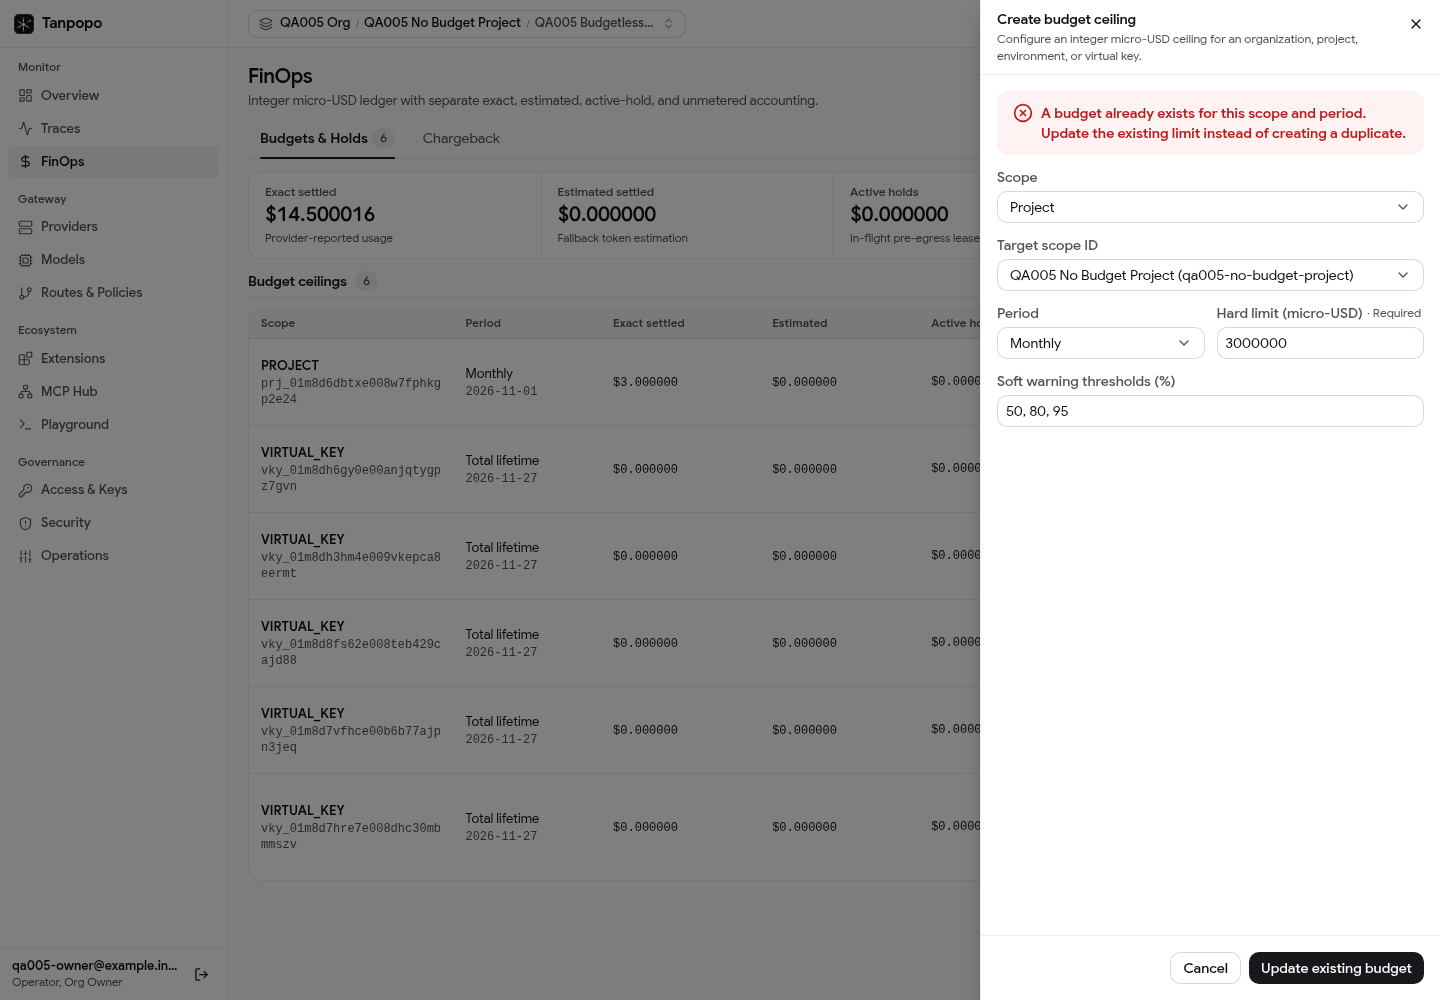 Tanpopo
Monitor
Overview
Traces
FinOps
Gateway
Providers
Models
Routes & Policies
Ecosystem
Extensions
MCP Hub
Playground
Governance
Access & Keys
Security
Operations
qa005-owner@example.in...
Operator, Org Owner
QA005 Org / QA005 No Budget Project / QA005 Budgetless...
FinOps
Integer micro-USD ledger with separate exact, estimated, active-hold, and unmetered accounting.
Budgets & Holds 6
Chargeback
Exact settled
$14.500016
Provider-reported usage
Estimated settled
$0.000000
Fallback token estimation
Active holds
$0.000000
In-flight pre-egress lease
Budget ceilings 6
Scope Period Exact settled Estimated Active ho
PROJECT
prj_01m8d6dbtxe008w7fphkg
p2e24
Monthly
2026-11-01
$3.000000
$0.000000
$0.0000
VIRTUAL_KEY
vky_01m8dh6gy0e00anjqtygp
z7gvn
Total lifetime
2026-11-27
$0.000000
$0.000000
$0.0000
VIRTUAL_KEY
vky_01m8dh3hm4e009vkepca8
eermt
Total lifetime
2026-11-27
$0.000000
$0.000000
$0.0000
VIRTUAL_KEY
vky_01m8d8fs62e008teb429c
ajd88
Total lifetime
2026-11-27
$0.000000
$0.000000
$0.0000
VIRTUAL_KEY
vky_01m8d7vfhce00b6b77ajp
n3jeq
Total lifetime
2026-11-27
$0.000000
$0.000000
$0.0000
VIRTUAL_KEY
vky_01m8d7hre7e008dhc30mb
mmszv
Total lifetime
2026-11-27
$0.000000
$0.000000
$0.0000
Create budget ceiling
Configure an integer micro-USD ceiling for an organization, project,
environment, or virtual key.
A budget already exists for this scope and period.
Update the existing limit instead of creating a duplicate.
Scope
Project
Target scope ID
QA005 No Budget Project (qa005-no-budget-project)
Period
Monthly
Hard limit (micro-USD) · Required
3000000
Soft warning thresholds (%)
50, 80, 95
Cancel
Update existing budget